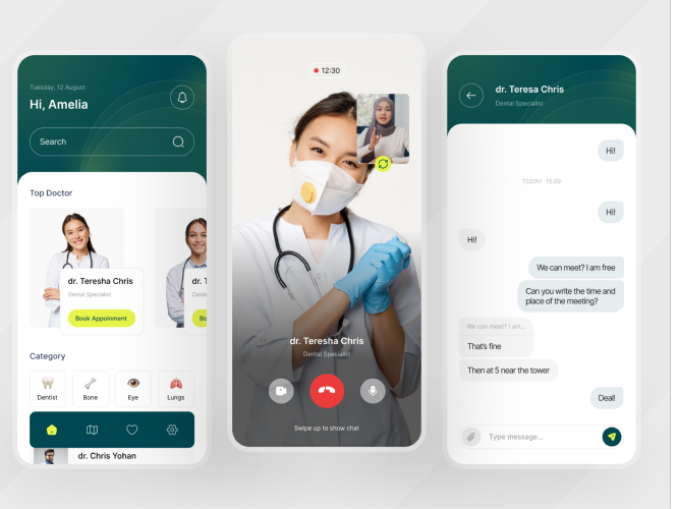 Tuesday, 12 August
Hi, Amelia
Search
Top Doctor
dr. Teresha Chris
Dental Specialist
Book Appoinment
dr. T
Bo
Category
Dentist
Bone
Eye
Lungs
dr. Chris Yohan
12:30
dr. Teresha Chris
Dental Specialist
Swipe up to show chat
dr. Teresa Chris
Dental Specialist
Hi!
TODAY 15.09
Hi!
Hi!
We can meet? I am free
Can you write the time and
place of the meeting?
We can meet? I am...
That's fine
Then at 5 near the tower
Deal!
Type message...